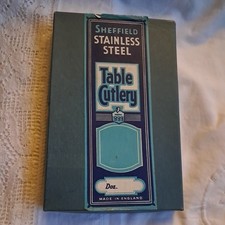 SHEFFIELD
STAINLESS
STEEL
Table
Cutlery
Doz.
MADE IN ENGLAND